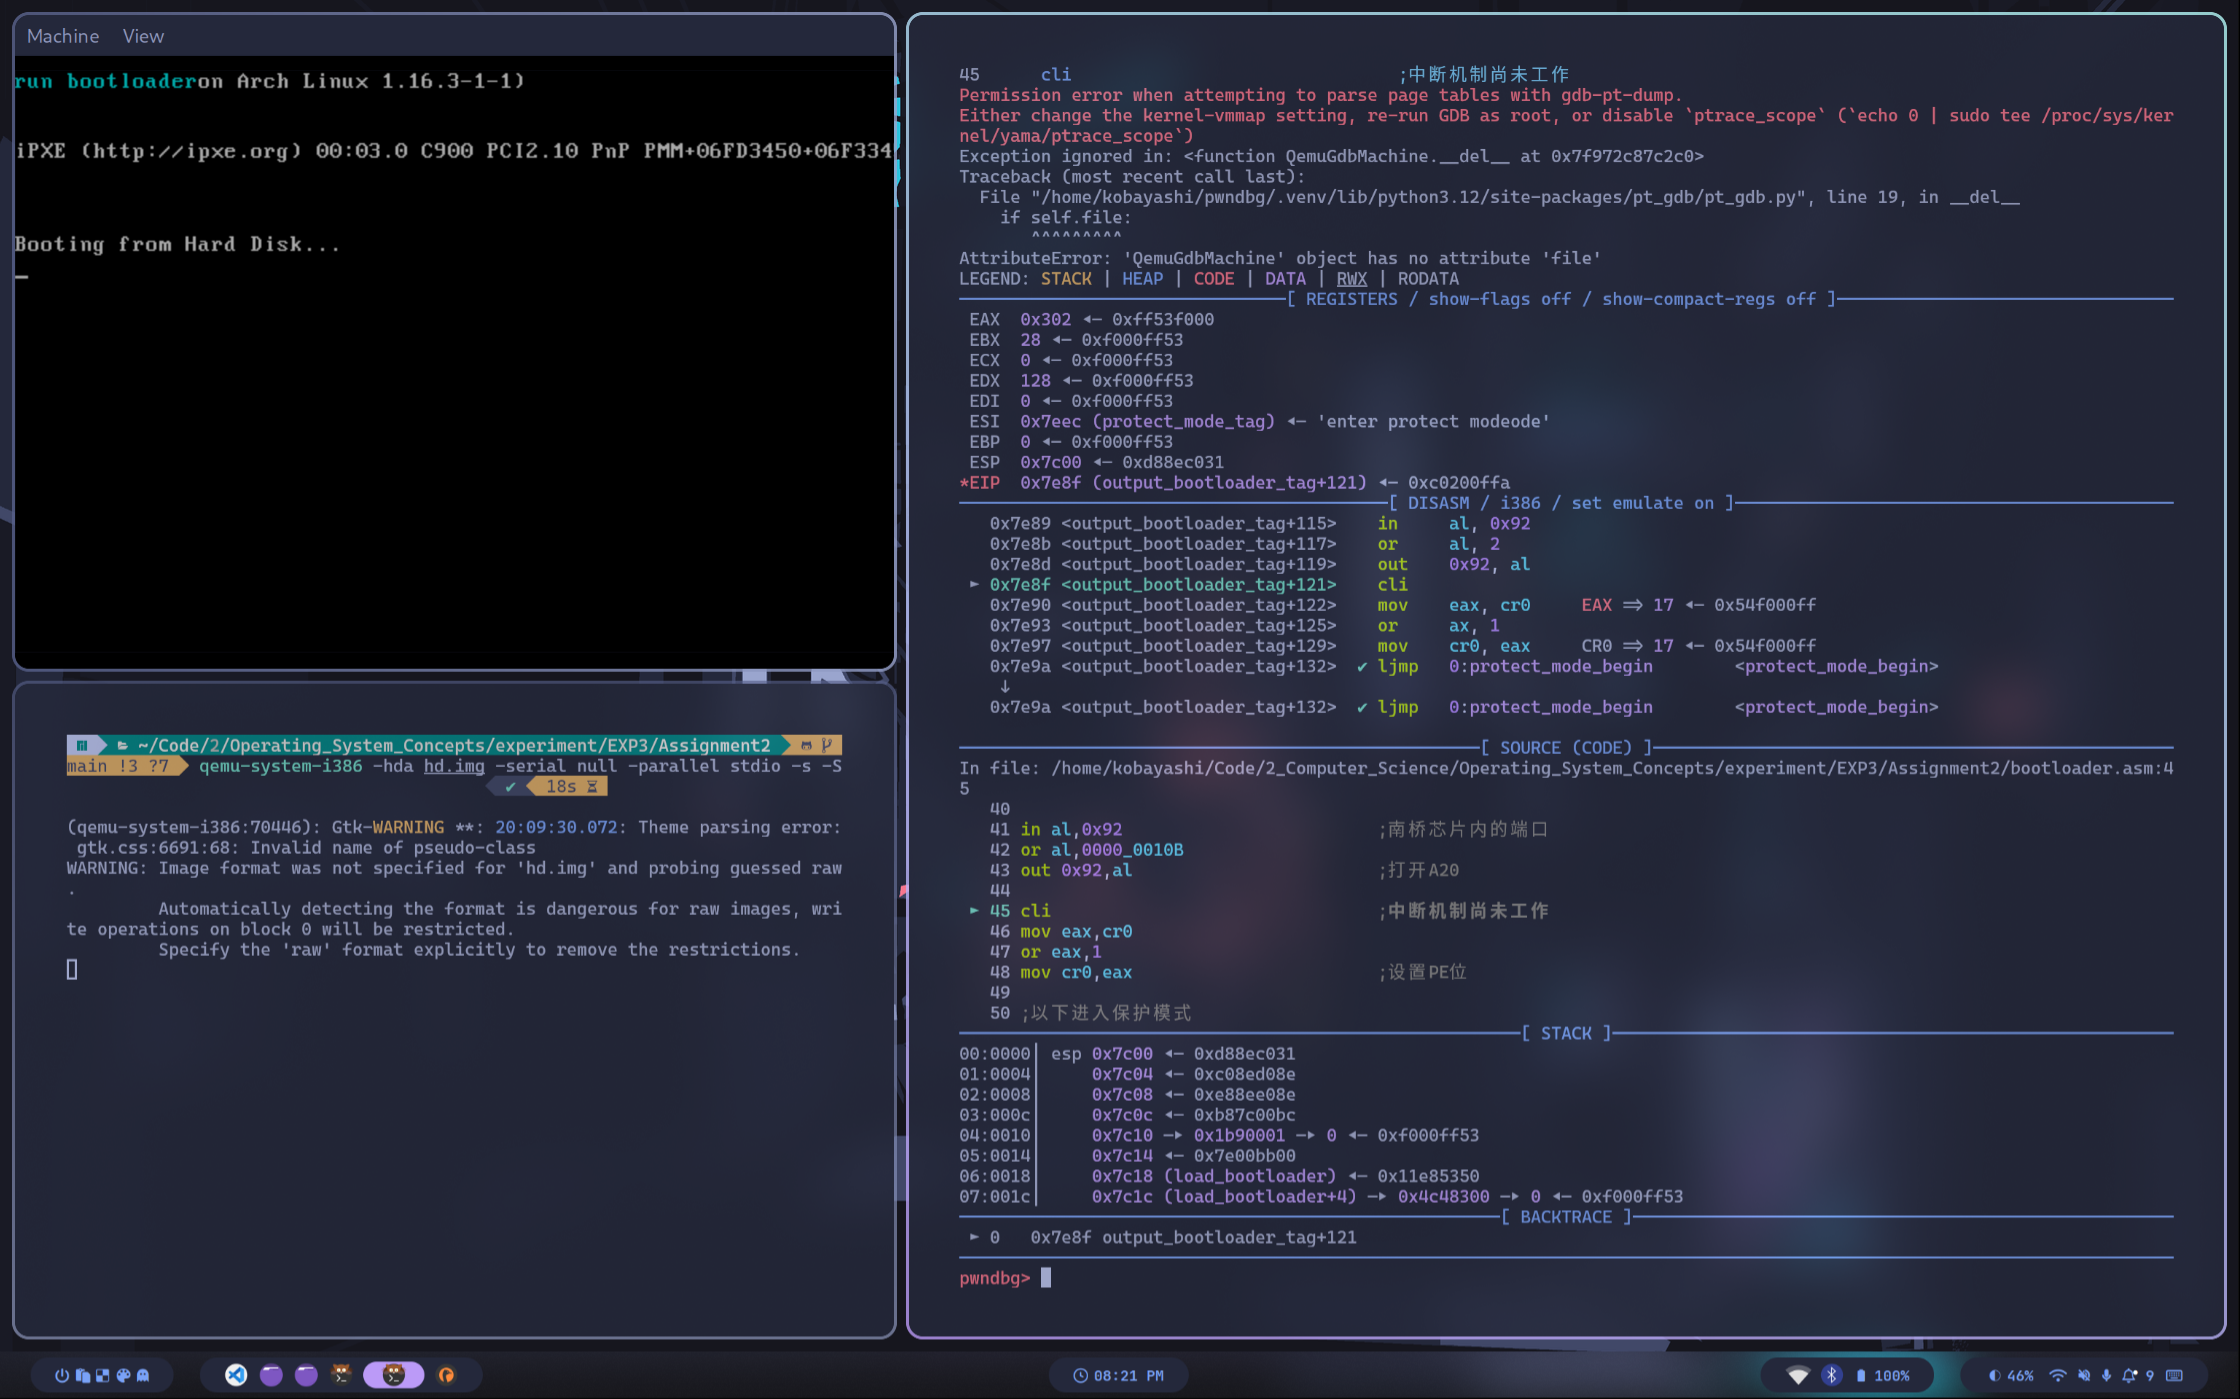 Machine View
run bootloaderon Arch Linux 1.16.3-1-1)
iPXE (http://ipxe.org) 00:03.0 C900 PCI2.10 PnP PMM+06FD3450+06F334
Booting from Hard Disk...
_
~/Code/2/Operating_System_Concepts/experiment/EXP3/Assignment2
main !3 ?7 qemu-system-i386 -hda hd.img -serial null -parallel stdio -s -S
✔ 18s
(qemu-system-i386:70446): Gtk-WARNING **: 20:09:30.072: Theme parsing error:
gtk.css:6691:68: Invalid name of pseudo-class
WARNING: Image format was not specified for 'hd.img' and probing guessed raw
.
Automatically detecting the format is dangerous for raw images, wri
te operations on block 0 will be restricted.
Specify the 'raw' format explicitly to remove the restrictions.
45 cli ;中断机制尚未工作
Permission error when attempting to parse page tables with gdb-pt-dump.
Either change the kernel-vmmap setting, re-run GDB as root, or disable `ptrace_scope` (`echo 0 | sudo tee /proc/sys/ker
nel/yama/ptrace_scope`)
Exception ignored in: <function QemuGdbMachine.__del__ at 0x7f972c87c2c0>
Traceback (most recent call last):
File "/home/kobayashi/pwndbg/.venv/lib/python3.12/site-packages/pt_gdb/pt_gdb.py", line 19, in __del__
if self.file:
^^^^^^^^^
AttributeError: 'QemuGdbMachine' object has no attribute 'file'
LEGEND: STACK | HEAP | CODE | DATA | RWX | RODATA
[ REGISTERS / show-flags off / show-compact-regs off ]
EAX 0x302 ◂— 0xff53f000
EBX 28 ◂— 0xf000ff53
ECX 0 ◂— 0xf000ff53
EDX 128 ◂— 0xf000ff53
EDI 0 ◂— 0xf000ff53
ESI 0x7eec (protect_mode_tag) ◂— 'enter protect modeode'
EBP 0 ◂— 0xf000ff53
ESP 0x7c00 ◂— 0xd88ec031
*EIP 0x7e8f (output_bootloader_tag+121) ◂— 0xc0200ffa
[ DISASM / i386 / set emulate on ]
0x7e89 <output_bootloader_tag+115> in al, 0x92
0x7e8b <output_bootloader_tag+117> or al, 2
0x7e8d <output_bootloader_tag+119> out 0x92, al
► 0x7e8f <output_bootloader_tag+121> cli
0x7e90 <output_bootloader_tag+122> mov eax, cr0 EAX => 17 ◂— 0x54f000ff
0x7e93 <output_bootloader_tag+125> or ax, 1
0x7e97 <output_bootloader_tag+129> mov cr0, eax CR0 => 17 ◂— 0x54f000ff
0x7e9a <output_bootloader_tag+132> ✔ ljmp 0:protect_mode_begin <protect_mode_begin>
↓
0x7e9a <output_bootloader_tag+132> ✔ ljmp 0:protect_mode_begin <protect_mode_begin>
[ SOURCE (CODE) ]
In file: /home/kobayashi/Code/2_Computer_Science/Operating_System_Concepts/experiment/EXP3/Assignment2/bootloader.asm:4
5
40
41 in al,0x92 ;南桥芯片内的端口
42 or al,0000_0010B
43 out 0x92,al ;打开A20
44
► 45 cli ;中断机制尚未工作
46 mov eax,cr0
47 or eax,1
48 mov cr0,eax ;设置PE位
49
50 ;以下进入保护模式
[ STACK ]
00:0000│ esp 0x7c00 ◂— 0xd88ec031
01:0004│ 0x7c04 ◂— 0xc08ed08e
02:0008│ 0x7c08 ◂— 0xe88ee08e
03:000c│ 0x7c0c ◂— 0xb87c00bc
04:0010│ 0x7c10 —▸ 0x1b90001 —▸ 0 ◂— 0xf000ff53
05:0014│ 0x7c14 ◂— 0x7e00bb00
06:0018│ 0x7c18 (load_bootloader) ◂— 0x11e85350
07:001c│ 0x7c1c (load_bootloader+4) —▸ 0x4c48300 —▸ 0 ◂— 0xf000ff53
[ BACKTRACE ]
► 0 0x7e8f output_bootloader_tag+121
pwndbg>
08:21 PM
100%
46% 9